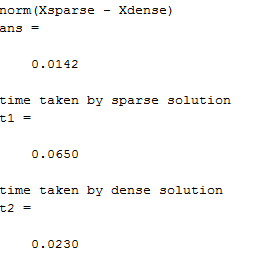 norm(Xsparse - Xdense)
ans =
0.0142
time taken by sparse solution
t1 =
0.0650
time taken by dense solution
t2 =
0.0230